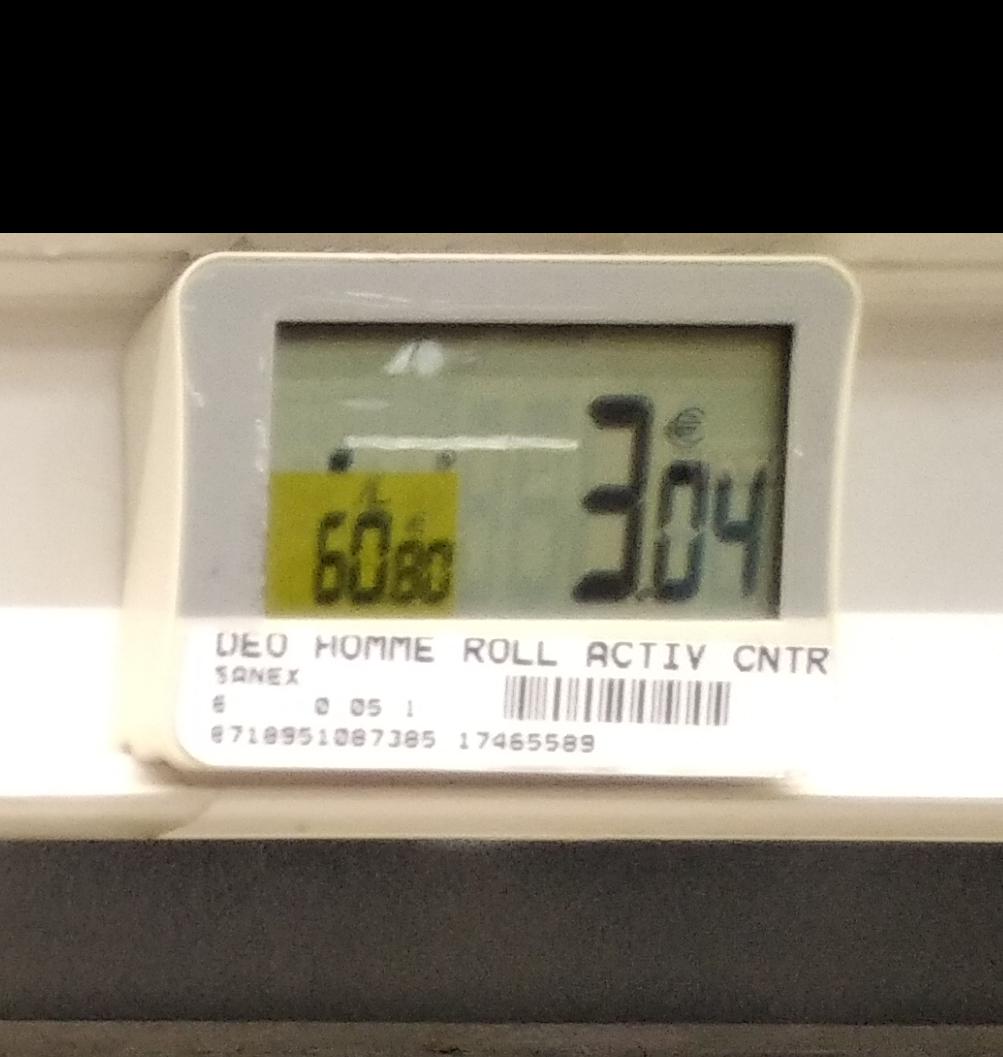 3.04 €
/L
60.80 €
DEO HOMME ROLL ACTIV CNTR
SANEX
6 0 05 1
8718951087385 17465589